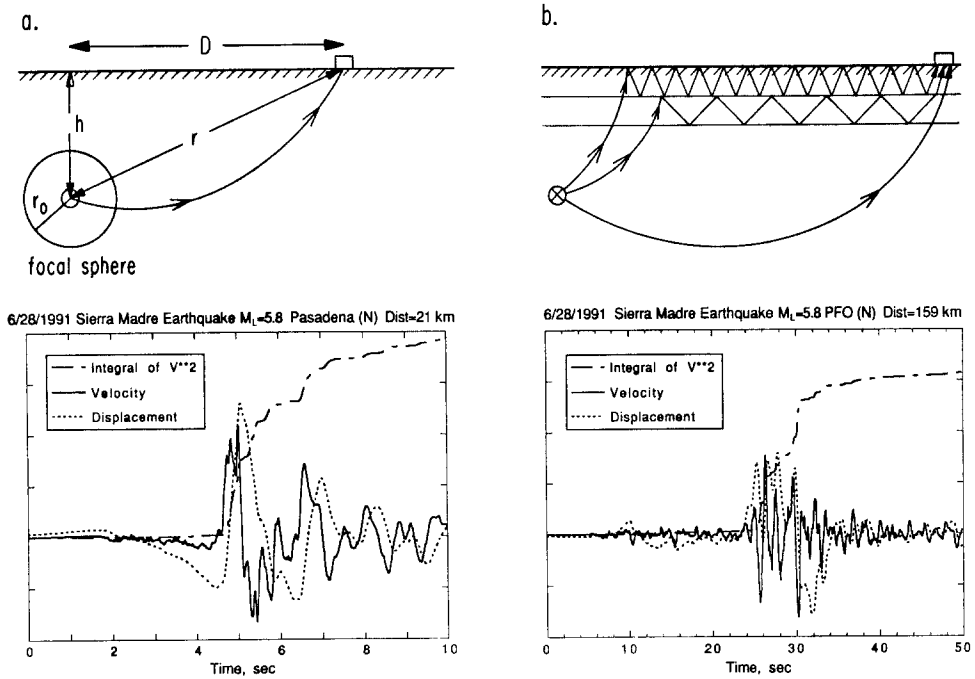 a.
D
h
r
r₀
focal sphere
b.
6/28/1991 Sierra Madre Earthquake M_L=5.8 Pasadena (N) Dist=21 km
Integral of V**2
Velocity
Displacement
0 2 4 6 8 10
Time, sec
6/28/1991 Sierra Madre Earthquake M_L=5.8 PFO (N) Dist=159 km
Integral of V**2
Velocity
Displacement
0 10 20 30 40 50
Time, sec